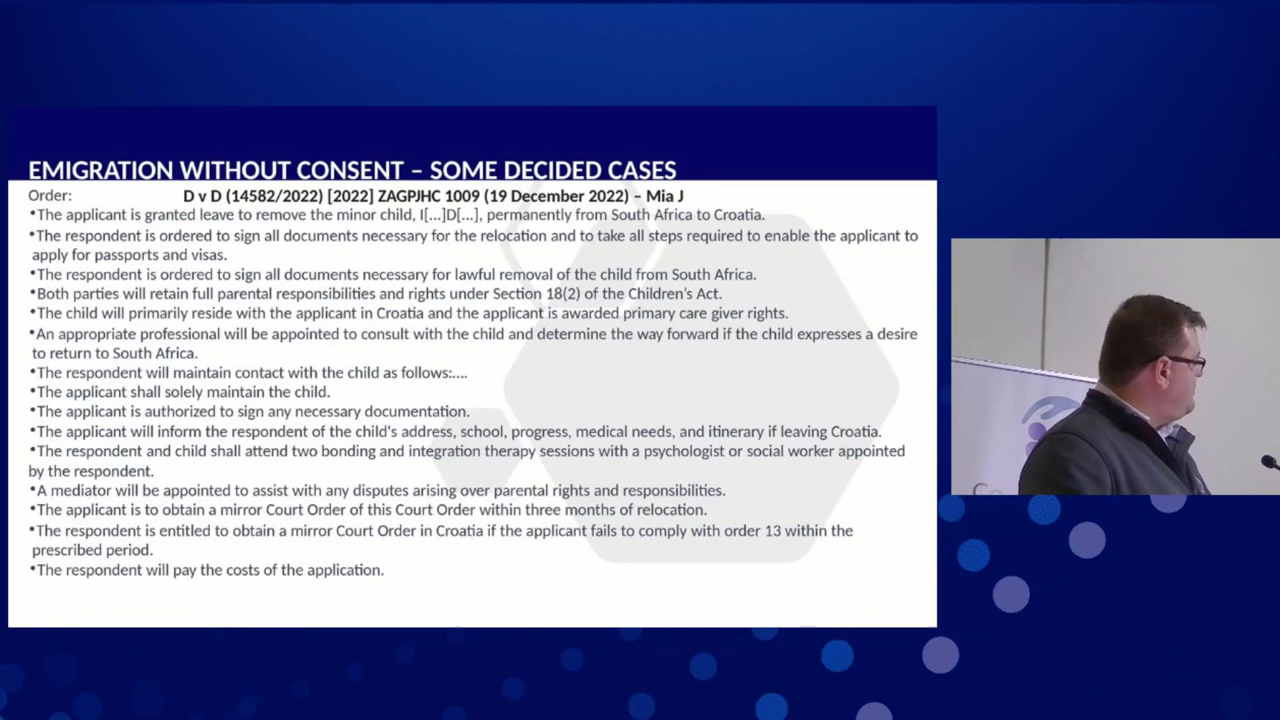 EMIGRATION WITHOUT CONSENT – SOME DECIDED CASES
Order: D v D (14582/2022) [2022] ZAGPJHC 1009 (19 December 2022) – Mia J
•The applicant is granted leave to remove the minor child, I[...]D[...], permanently from South Africa to Croatia.
•The respondent is ordered to sign all documents necessary for the relocation and to take all steps required to enable the applicant to
apply for passports and visas.
•The respondent is ordered to sign all documents necessary for lawful removal of the child from South Africa.
•Both parties will retain full parental responsibilities and rights under Section 18(2) of the Children’s Act.
•The child will primarily reside with the applicant in Croatia and the applicant is awarded primary care giver rights.
•An appropriate professional will be appointed to consult with the child and determine the way forward if the child expresses a desire
to return to South Africa.
•The respondent will maintain contact with the child as follows:....
•The applicant shall solely maintain the child.
•The applicant is authorized to sign any necessary documentation.
•The applicant will inform the respondent of the child's address, school, progress, medical needs, and itinerary if leaving Croatia.
•The respondent and child shall attend two bonding and integration therapy sessions with a psychologist or social worker appointed
by the respondent.
•A mediator will be appointed to assist with any disputes arising over parental rights and responsibilities.
•The applicant is to obtain a mirror Court Order of this Court Order within three months of relocation.
•The respondent is entitled to obtain a mirror Court Order in Croatia if the applicant fails to comply with order 13 within the
prescribed period.
•The respondent will pay the costs of the application.